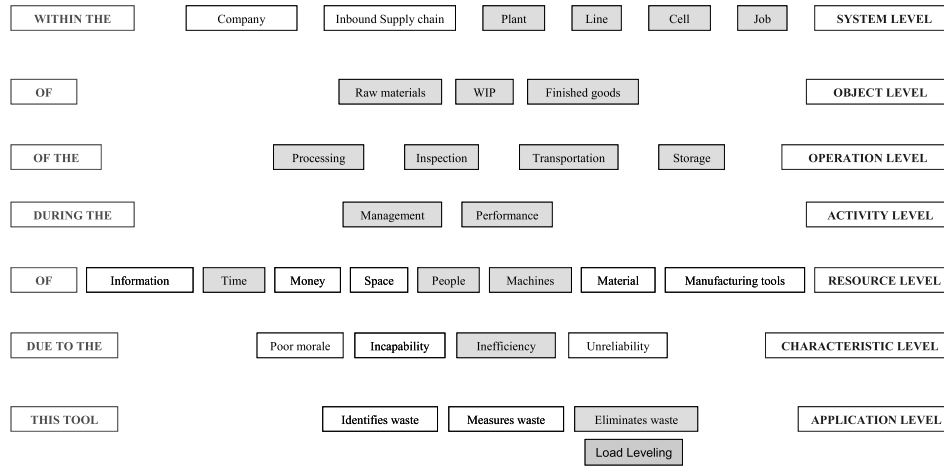 WITHIN THE Company Inbound Supply chain Plant Line Cell Job SYSTEM LEVEL
OF Raw materials WIP Finished goods OBJECT LEVEL
OF THE Processing Inspection Transportation Storage OPERATION LEVEL
DURING THE Management Performance ACTIVITY LEVEL
OF Information Time Money Space People Machines Material Manufacturing tools RESOURCE LEVEL
DUE TO THE Poor morale Incapability Inefficiency Unreliability CHARACTERISTIC LEVEL
THIS TOOL Identifies waste Measures waste Eliminates waste APPLICATION LEVEL
Load Leveling